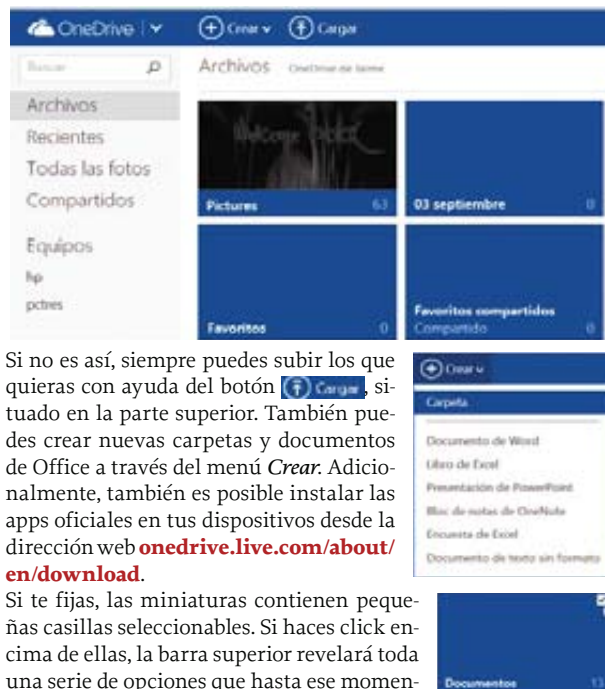 OneDrive
Crear
Cargar
Buscar
Archivos
OneDrive de Jaime
Archivos
Recientes
Todas las fotos
Compartidos
Equipos
hp
pctres
Welcome
Pictures 63
03 septiembre 0
Favoritos 0
Favoritos compartidos
Compartido 0
Si no es así, siempre puedes subir los que
quieras con ayuda del botón Cargar, si-
tuado en la parte superior. También pue-
des crear nuevas carpetas y documentos
de Office a través del menú Crear. Adicio-
nalmente, también es posible instalar las
apps oficiales en tus dispositivos desde la
dirección web onedrive.live.com/about/
en/download.
Crear
Carpeta
Documento de Word
Libro de Excel
Presentación de PowerPoint
Bloc de notas de OneNote
Encuesta de Excel
Documento de texto sin formato
Si te fijas, las miniaturas contienen peque-
ñas casillas seleccionables. Si haces click en-
cima de ellas, la barra superior revelará toda
una serie de opciones que hasta ese momen-
Documentos 13